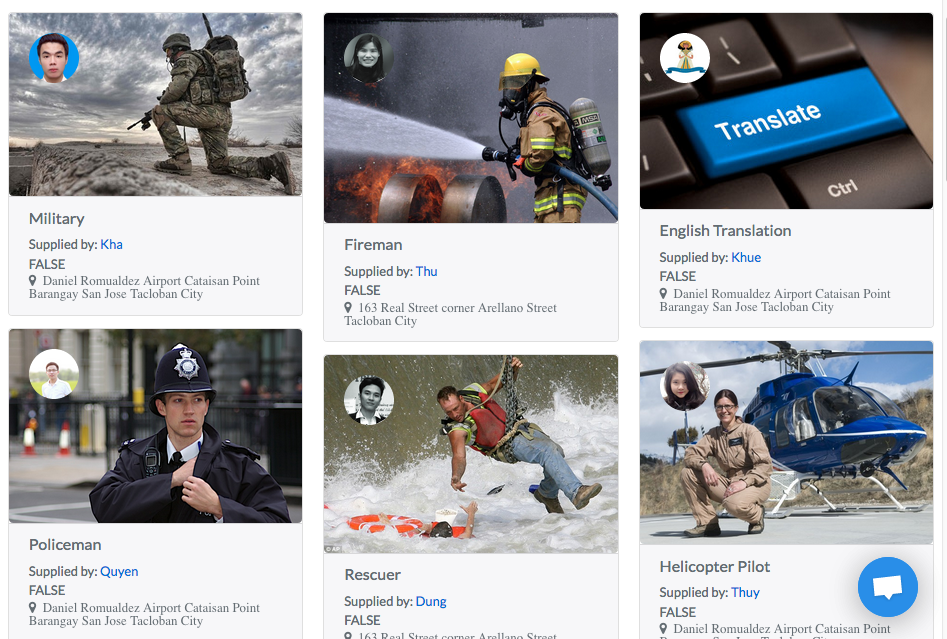 Military
Supplied by: Kha
FALSE
Daniel Romualdez Airport Cataisan Point
Barangay San Jose Tacloban City
Policeman
Supplied by: Quyen
FALSE
Daniel Romualdez Airport Cataisan Point
Barangay San Jose Tacloban City
MSA
Fireman
Supplied by: Thu
FALSE
163 Real Street corner Arellano Street
Tacloban City
© AP
Rescuer
Supplied by: Dung
FALSE
163 Real Street corner Arellano Street
Translate
Ctrl
English Translation
Supplied by: Khue
FALSE
Daniel Romualdez Airport Cataisan Point
Barangay San Jose Tacloban City
Helicopter Pilot
Supplied by: Thuy
FALSE
Daniel Romualdez Airport Cataisan Point